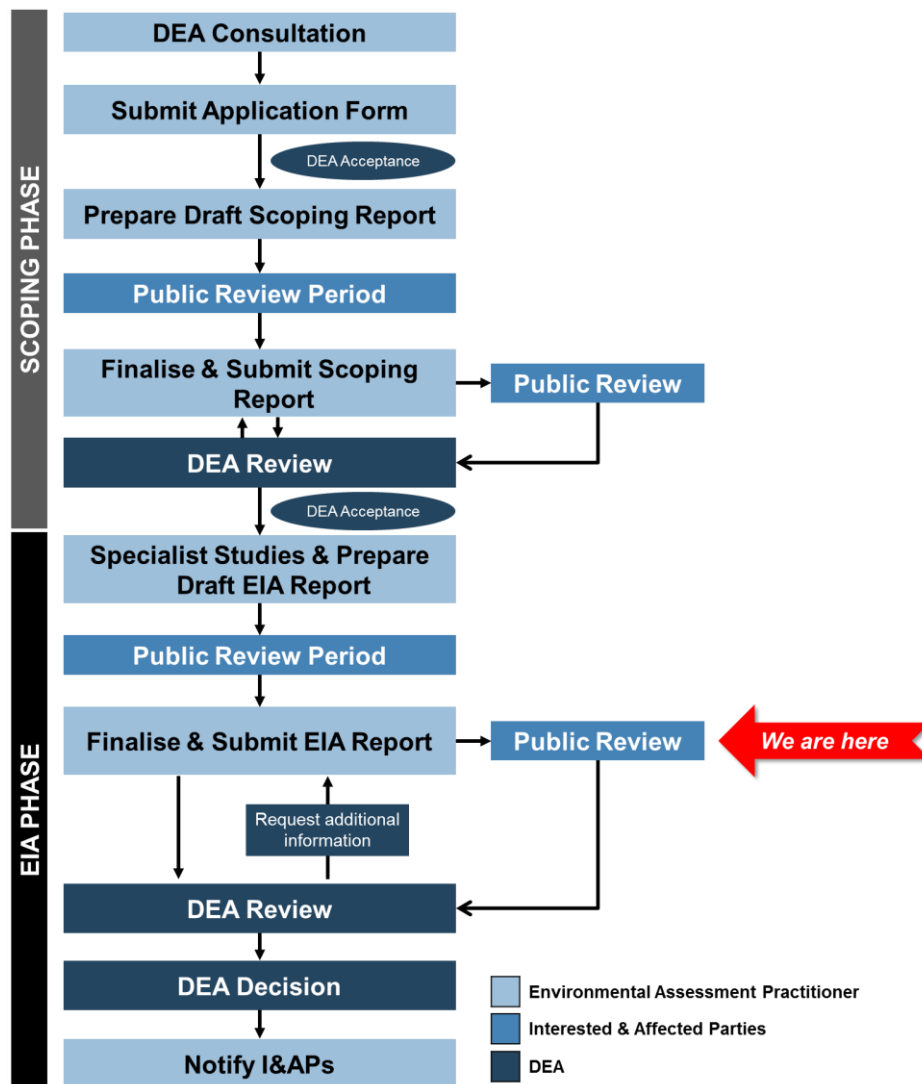 SCOPING PHASE
DEA Consultation
Submit Application Form
DEA Acceptance
Prepare Draft Scoping Report
Public Review Period
Finalise & Submit Scoping
Report
Public Review
DEA Review
DEA Acceptance
EIA PHASE
Specialist Studies & Prepare
Draft EIA Report
Public Review Period
Finalise & Submit EIA Report
Public Review
We are here
Request additional
information
DEA Review
DEA Decision
Notify I&APs
Environmental Assessment Practitioner
Interested & Affected Parties
DEA